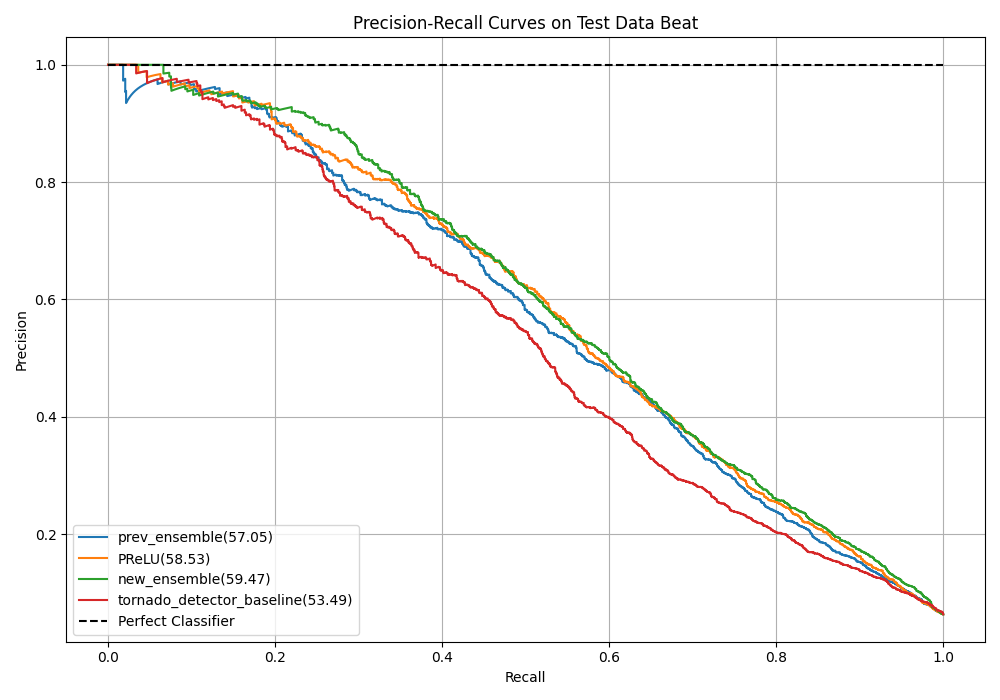 Precision-Recall Curves on Test Data Beat
1.0
0.8
0.6
0.4
0.2
Precision
prev_ensemble(57.05)
PReLU(58.53)
new_ensemble(59.47)
tornado_detector_baseline(53.49)
Perfect Classifier
0.0 0.2 0.4 0.6 0.8 1.0
Recall